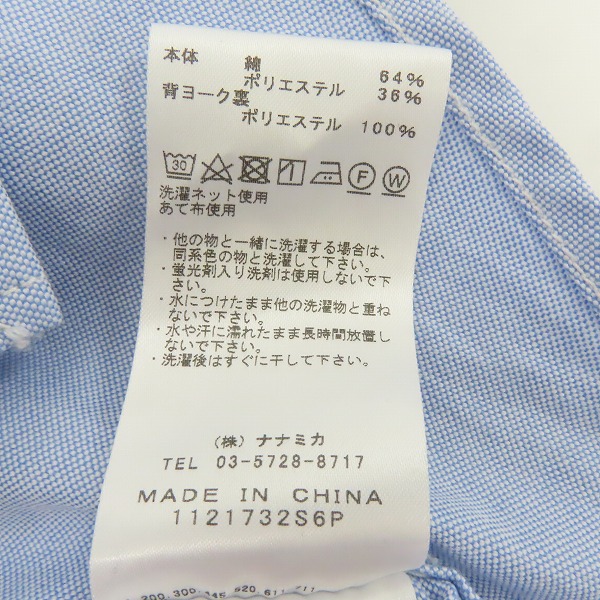 本体 綿 64%
ポリエステル 36%
背ヨーク裏
ポリエステル 100%
30 F W
洗濯ネット使用
あて布使用
・他の物と一緒に洗濯する場合は、
同系色の物と洗濯して下さい。
・蛍光剤入り洗剤は使用しないで下
さい。
・水につけたまま他の洗濯物と重ね
ないで下さい。
・水や汗に濡れたまま長時間放置し
ないで下さい。
・洗濯後はすぐに干して下さい。
(株) ナナミカ
TEL 03-5728-8717
MADE IN CHINA
1121732S6P